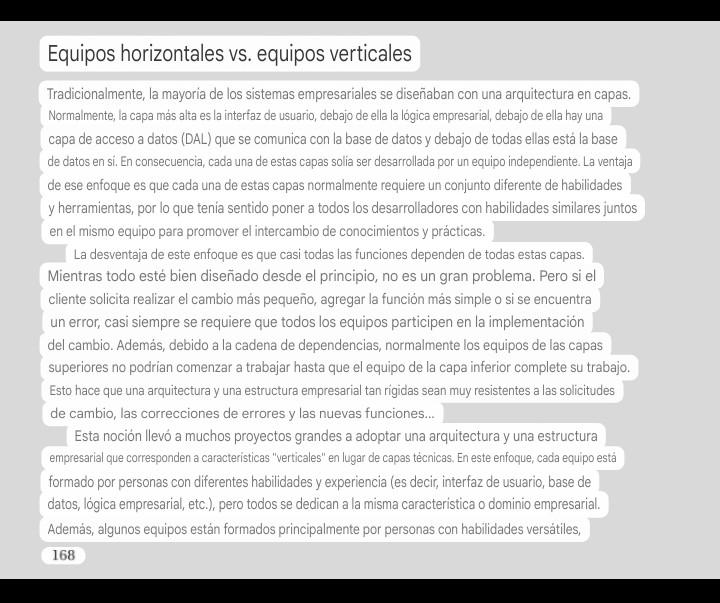 Equipos horizontales vs. equipos verticales
Tradicionalmente, la mayoría de los sistemas empresariales se diseñaban con una arquitectura en capas.
Normalmente, la capa más alta es la interfaz de usuario, debajo de ella la lógica empresarial, debajo de ella hay una
capa de acceso a datos (DAL) que se comunica con la base de datos y debajo de todas ellas está la base
de datos en sí. En consecuencia, cada una de estas capas solía ser desarrollada por un equipo independiente. La ventaja
de ese enfoque es que cada una de estas capas normalmente requiere un conjunto diferente de habilidades
y herramientas, por lo que tenía sentido poner a todos los desarrolladores con habilidades similares juntos
en el mismo equipo para promover el intercambio de conocimientos y prácticas.
La desventaja de este enfoque es que casi todas las funciones dependen de todas estas capas.
Mientras todo esté bien diseñado desde el principio, no es un gran problema. Pero si el
cliente solicita realizar el cambio más pequeño, agregar la función más simple o si se encuentra
un error, casi siempre se requiere que todos los equipos participen en la implementación
del cambio. Además, debido a la cadena de dependencias, normalmente los equipos de las capas
superiores no podrían comenzar a trabajar hasta que el equipo de la capa inferior complete su trabajo.
Esto hace que una arquitectura y una estructura empresarial tan rígidas sean muy resistentes a las solicitudes
de cambio, las correcciones de errores y las nuevas funciones...
Esta noción llevó a muchos proyectos grandes a adoptar una arquitectura y una estructura
empresarial que corresponden a características "verticales" en lugar de capas técnicas. En este enfoque, cada equipo está
formado por personas con diferentes habilidades y experiencia (es decir, interfaz de usuario, base de
datos, lógica empresarial, etc.), pero todos se dedican a la misma característica o dominio empresarial.
Además, algunos equipos están formados principalmente por personas con habilidades versátiles,
168